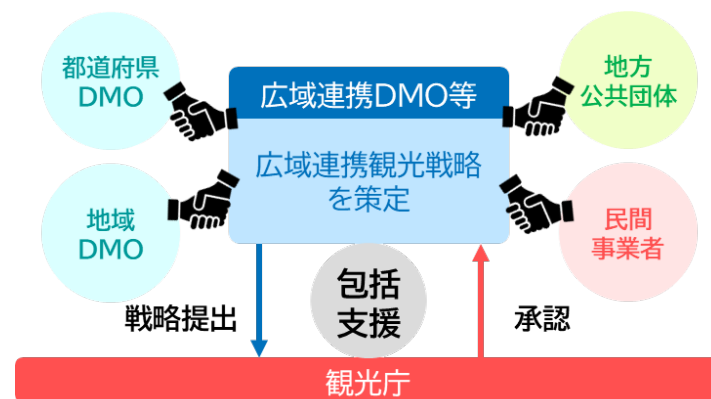 都道府県
DMO
地方
公共団体
広域連携DMO等
広域連携観光戦略
を策定
地域
DMO
民間
事業者
戦略提出
包括
支援
承認
観光庁